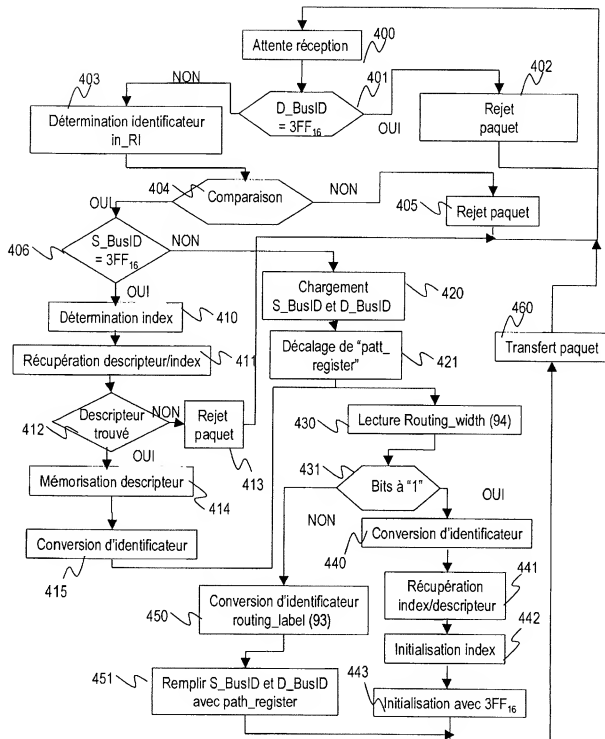 Attente réception
400
403
NON
401
402
D_BusID
= 3FF16
OUI
Rejet
paquet
Détermination identificateur
in_RI
404
Comparaison
NON
OUI
405
Rejet paquet
406
S_BusID
= 3FF16
NON
OUI
Chargement
S_BusID et D_BusID
420
460
Détermination index
410
Transfert paquet
Récupération descripteur/index
411
Décalage de “patt_
register”
421
Descripteur
trouvé
412
NON
Rejet
paquet
413
430
Lecture Routing_width (94)
OUI
431
Bits à “1”
Mémorisation descripteur
414
NON
OUI
Conversion d’identificateur
415
440
Conversion d’identificateur
Récupération
index/descripteur
441
450
Conversion d’identificateur
routing_label (93)
442
Initialisation index
451
Remplir S_BusID et D_BusID
avec path_register
443
Initialisation avec 3FF16